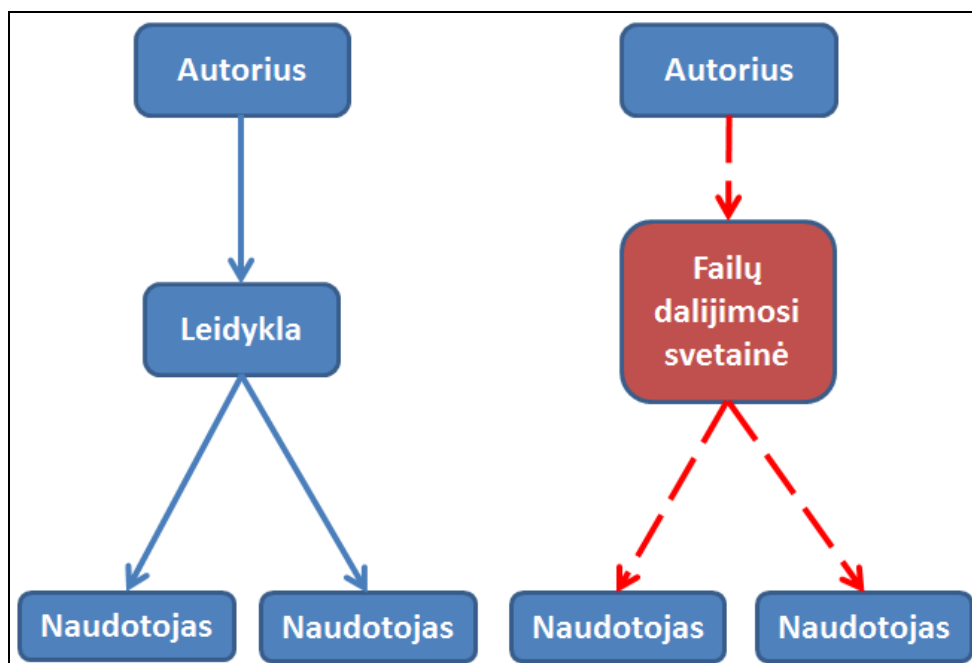 Autorius
Leidykla
Naudotojas
Naudotojas
Autorius
Failų
dalijimosi
svetainė
Naudotojas
Naudotojas